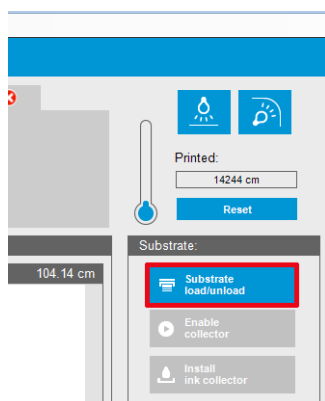 Printed:
14244 cm
Reset
Substrate:
104.14 cm
Substrate
load/unload
Enable
collector
Install
ink collector